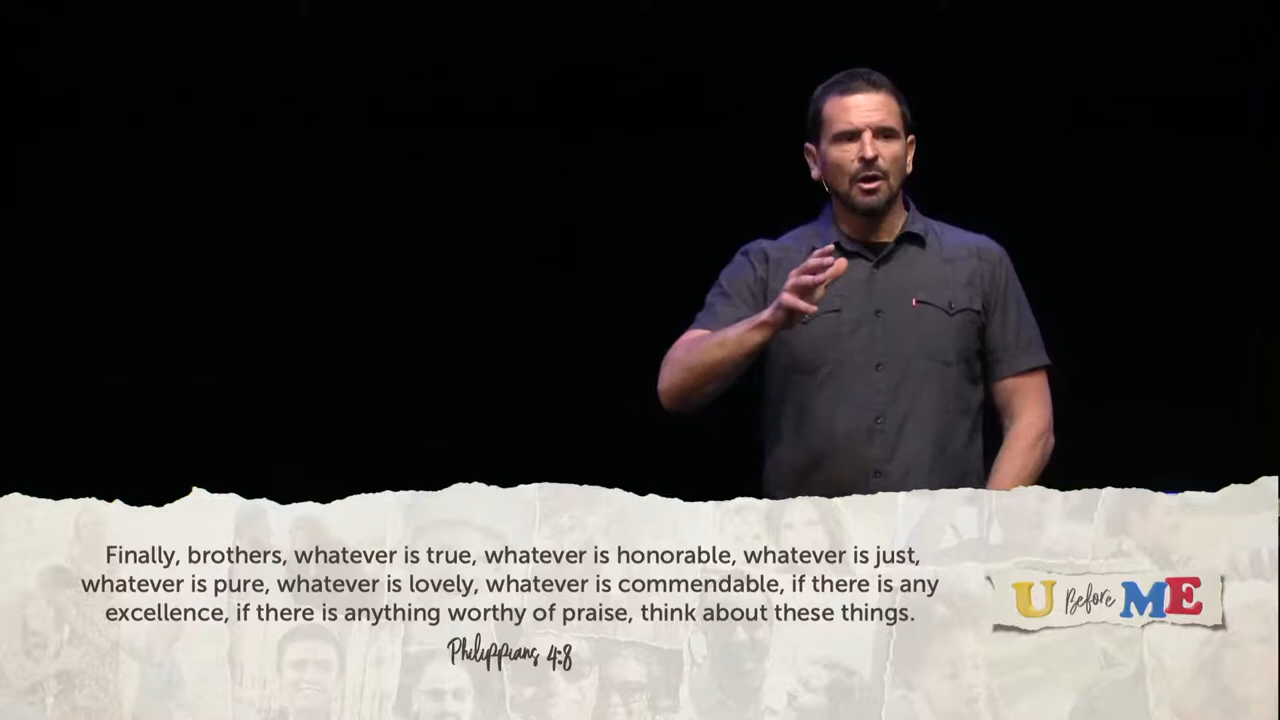 Finally, brothers, whatever is true, whatever is honorable, whatever is just,
whatever is pure, whatever is lovely, whatever is commendable, if there is any
excellence, if there is anything worthy of praise, think about these things.
Philippians 4:8
U Before ME